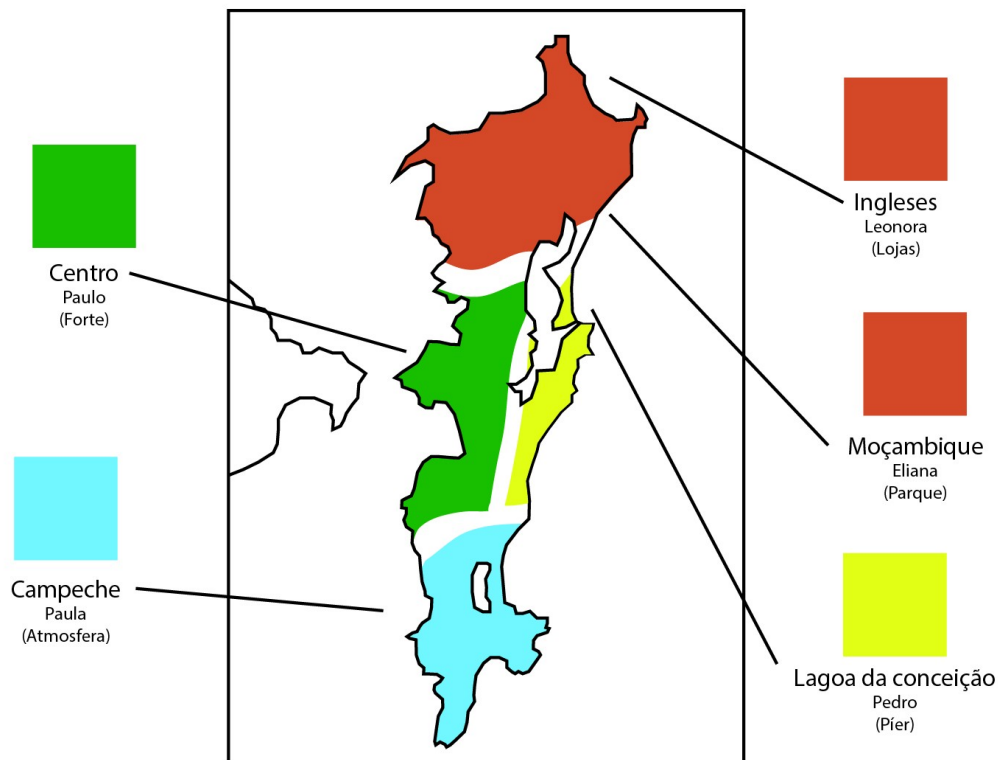 Centro
Paulo
(Forte)
Campeche
Paula
(Atmosfera)
Ingleses
Leonora
(Lojas)
Moçambique
Eliana
(Parque)
Lagoa da conceição
Pedro
(Píer)